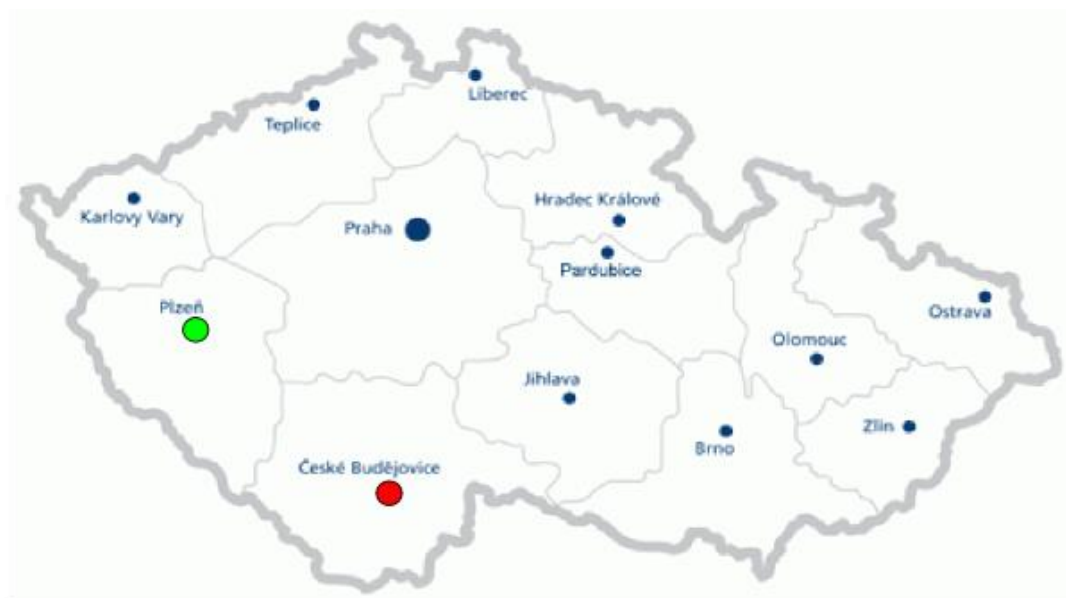 Liberec
Teplice
Karlovy Vary
Hradec Králové
Praha
Pardubice
Plzeň
Ostrava
Olomouc
Jihlava
Zlín
Brno
České Budějovice